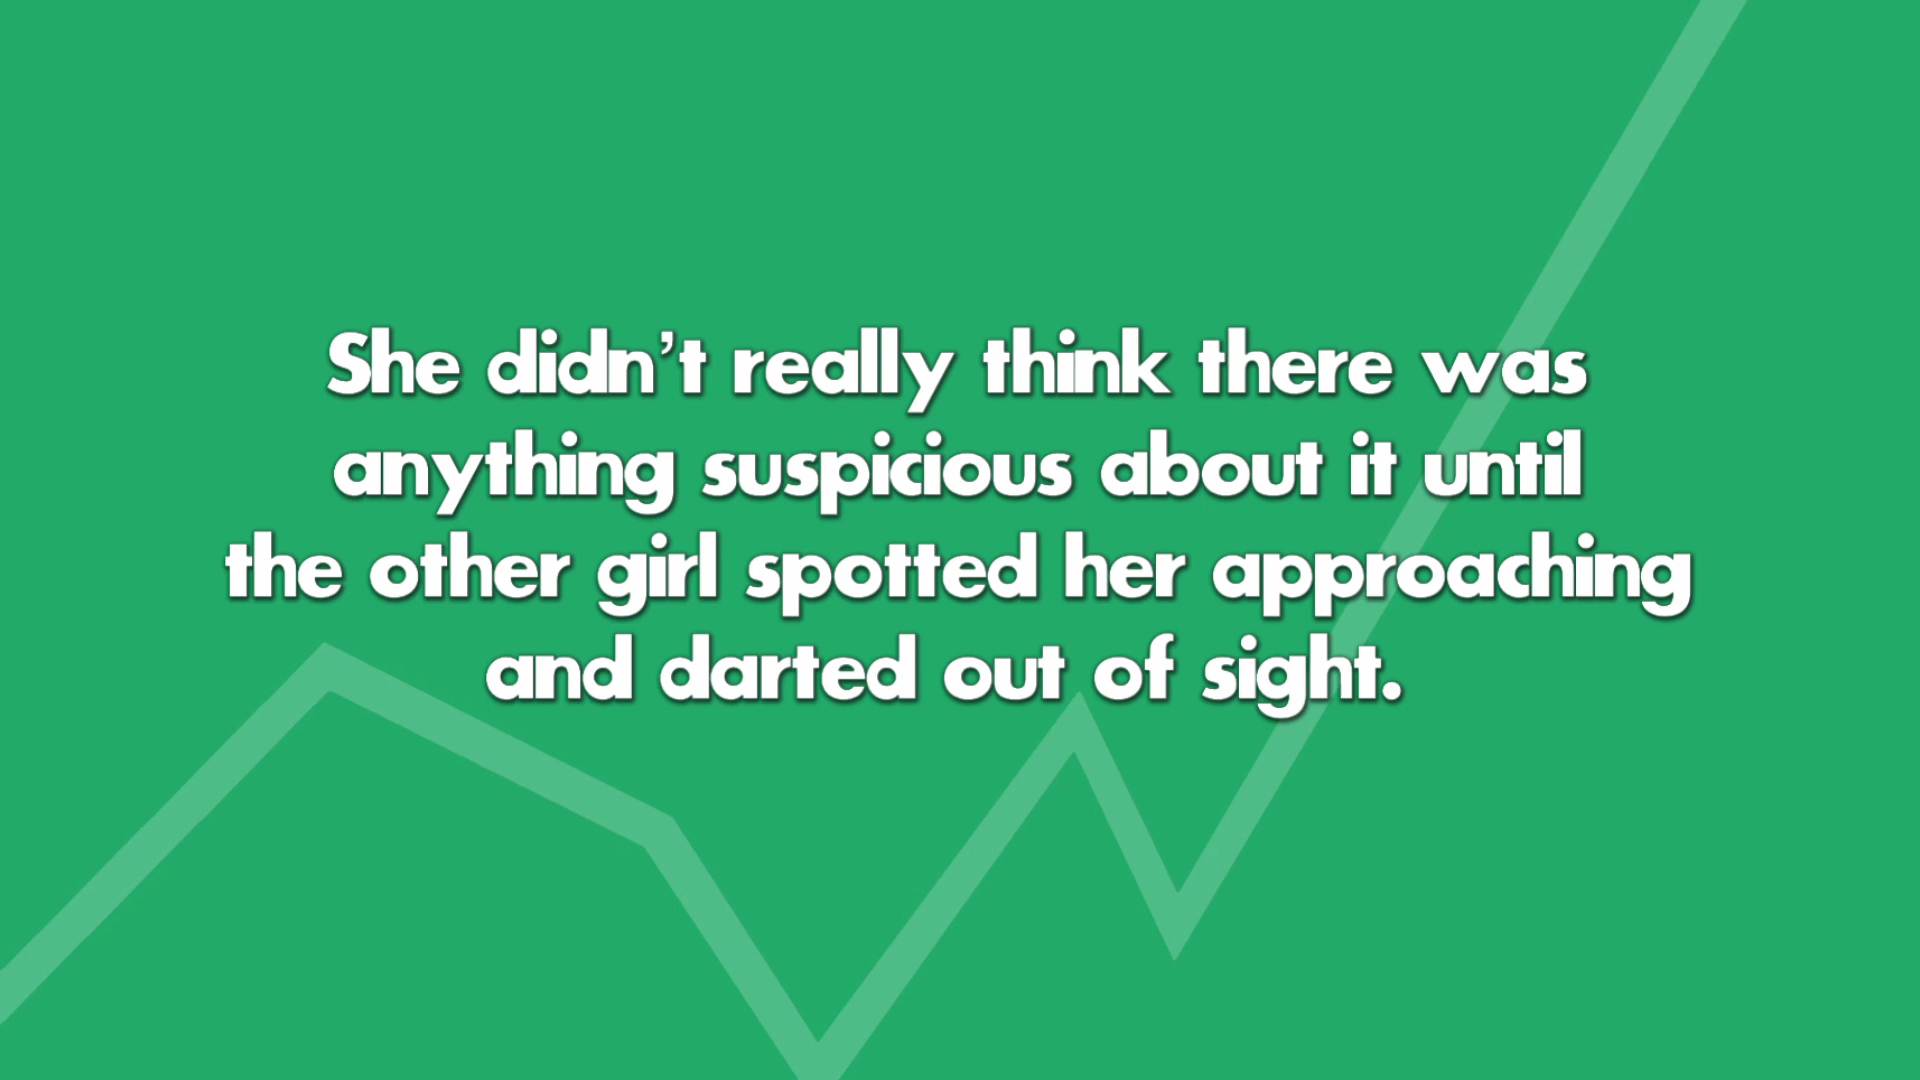 She didn’t really think there was
anything suspicious about it until
the other girl spotted her approaching
and darted out of sight.